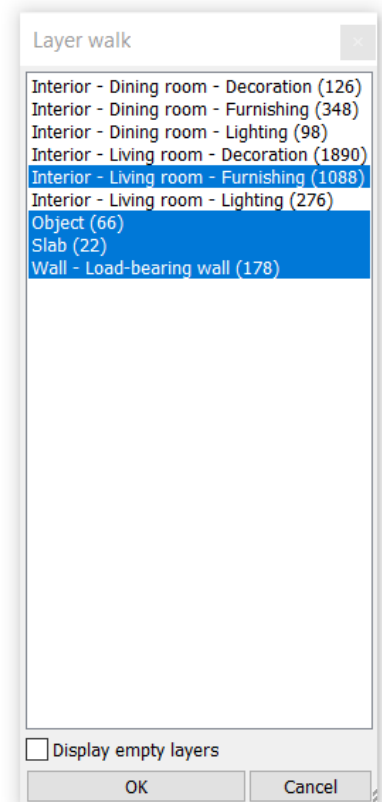 Layer walk
Interior - Dining room - Decoration (126)
Interior - Dining room - Furnishing (348)
Interior - Dining room - Lighting (98)
Interior - Living room - Decoration (1890)
Interior - Living room - Furnishing (1088)
Interior - Living room - Lighting (276)
Object (66)
Slab (22)
Wall - Load-bearing wall (178)
Display empty layers
OK Cancel